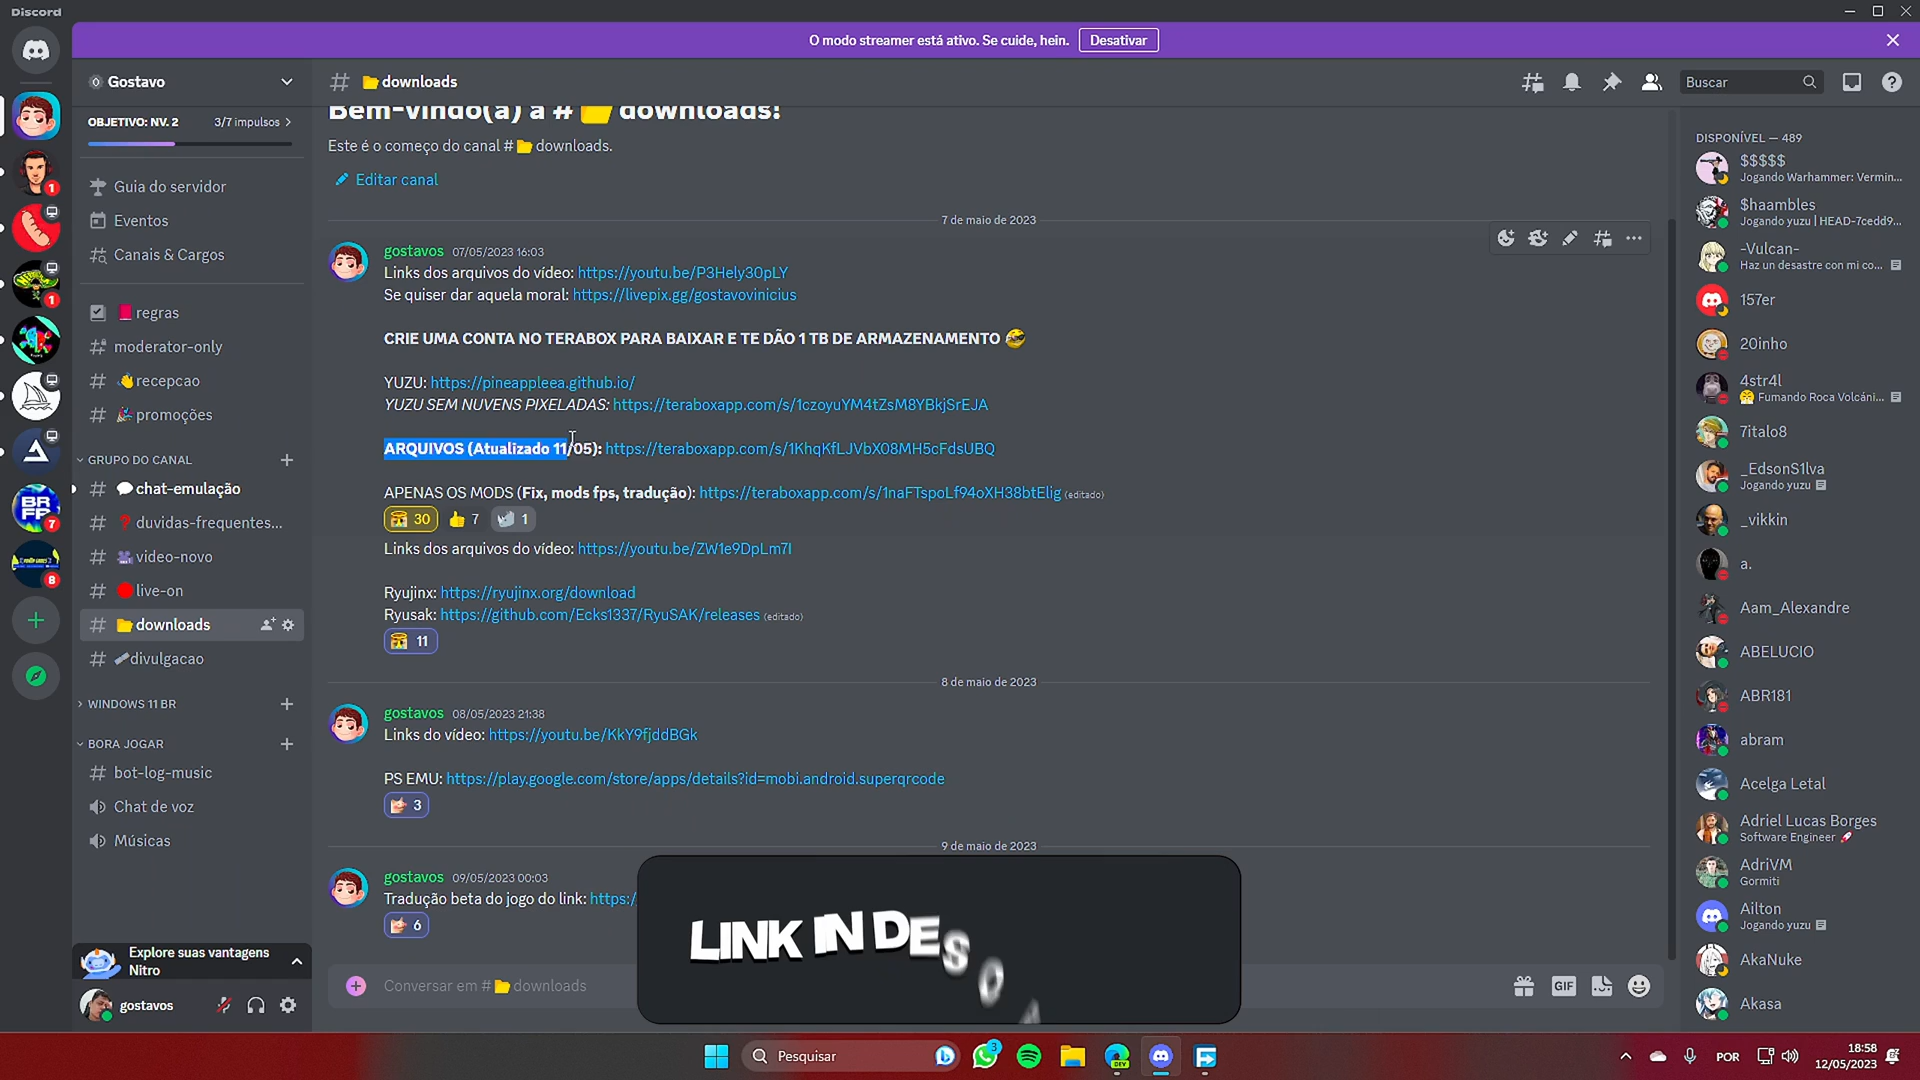 Discord
O modo streamer está ativo. Se cuide, hein. Desativar
Gostavo
OBJETIVO: NV. 2 3/7 impulsos
Guia do servidor
Eventos
Canais & Cargos
regras
moderator-only
recepcao
promoções
GRUPO DO CANAL
chat-emulação
duvidas-frequentes...
video-novo
live-on
downloads
divulgacao
WINDOWS 11 BR
BORA JOGAR
bot-log-music
Chat de voz
Músicas
Explore suas vantagens
Nitro
gostavos
1
1
7
8
# downloads
Buscar
Bem-vindo(a) a # downloads!
Este é o começo do canal # downloads.
Editar canal
7 de maio de 2023
gostavos 07/05/2023 16:03
Links dos arquivos do vídeo: https://youtu.be/P3Hely30pLY
Se quiser dar aquela moral: https://livepix.gg/gostavovinicius
CRIE UMA CONTA NO TERABOX PARA BAIXAR E TE DÃO 1 TB DE ARMAZENAMENTO
YUZU: https://pineappleea.github.io/
YUZU SEM NUVENS PIXELADAS: https://teraboxapp.com/s/1czoyuYM4tZsM8YBkjSrEJA
ARQUIVOS (Atualizado 11/05): https://teraboxapp.com/s/1KhqKfLJVbX08MH5cFdsUBQ
APENAS OS MODS (Fix, mods fps, tradução): https://teraboxapp.com/s/1naFTspoLf94oXH38btElig (editado)
30 7 1
Links dos arquivos do vídeo: https://youtu.be/ZW1e9DpLm7I
Ryujinx: https://ryujinx.org/download
Ryusak: https://github.com/Ecks1337/RyuSAK/releases (editado)
11
8 de maio de 2023
gostavos 08/05/2023 21:38
Links do vídeo: https://youtu.be/KkY9fjddBGk
PS EMU: https://play.google.com/store/apps/details?id=mobi.android.superqrcode
3
9 de maio de 2023
gostavos 09/05/2023 00:03
Tradução beta do jogo do link: https:/
6
LINK IN DESQ
Conversar em # downloads
GIF
DISPONÍVEL — 489
$$$$$
Jogando Warhammer: Vermin...
$haambles
Jogando yuzu | HEAD-7cedd9...
-Vulcan-
Haz un desastre con mi co...
157er
20inho
4str4l
Fumando Roca Volcáni...
7italo8
_EdsonS1lva
Jogando yuzu
_vikkin
a.
Aam_Alexandre
ABELUCIO
ABR181
abram
Acelga Letal
Adriel Lucas Borges
Software Engineer
AdriVM
Gormiti
Ailton
Jogando yuzu
AkaNuke
Akasa
Pesquisar
3
DEV
POR
18:58
12/05/2023